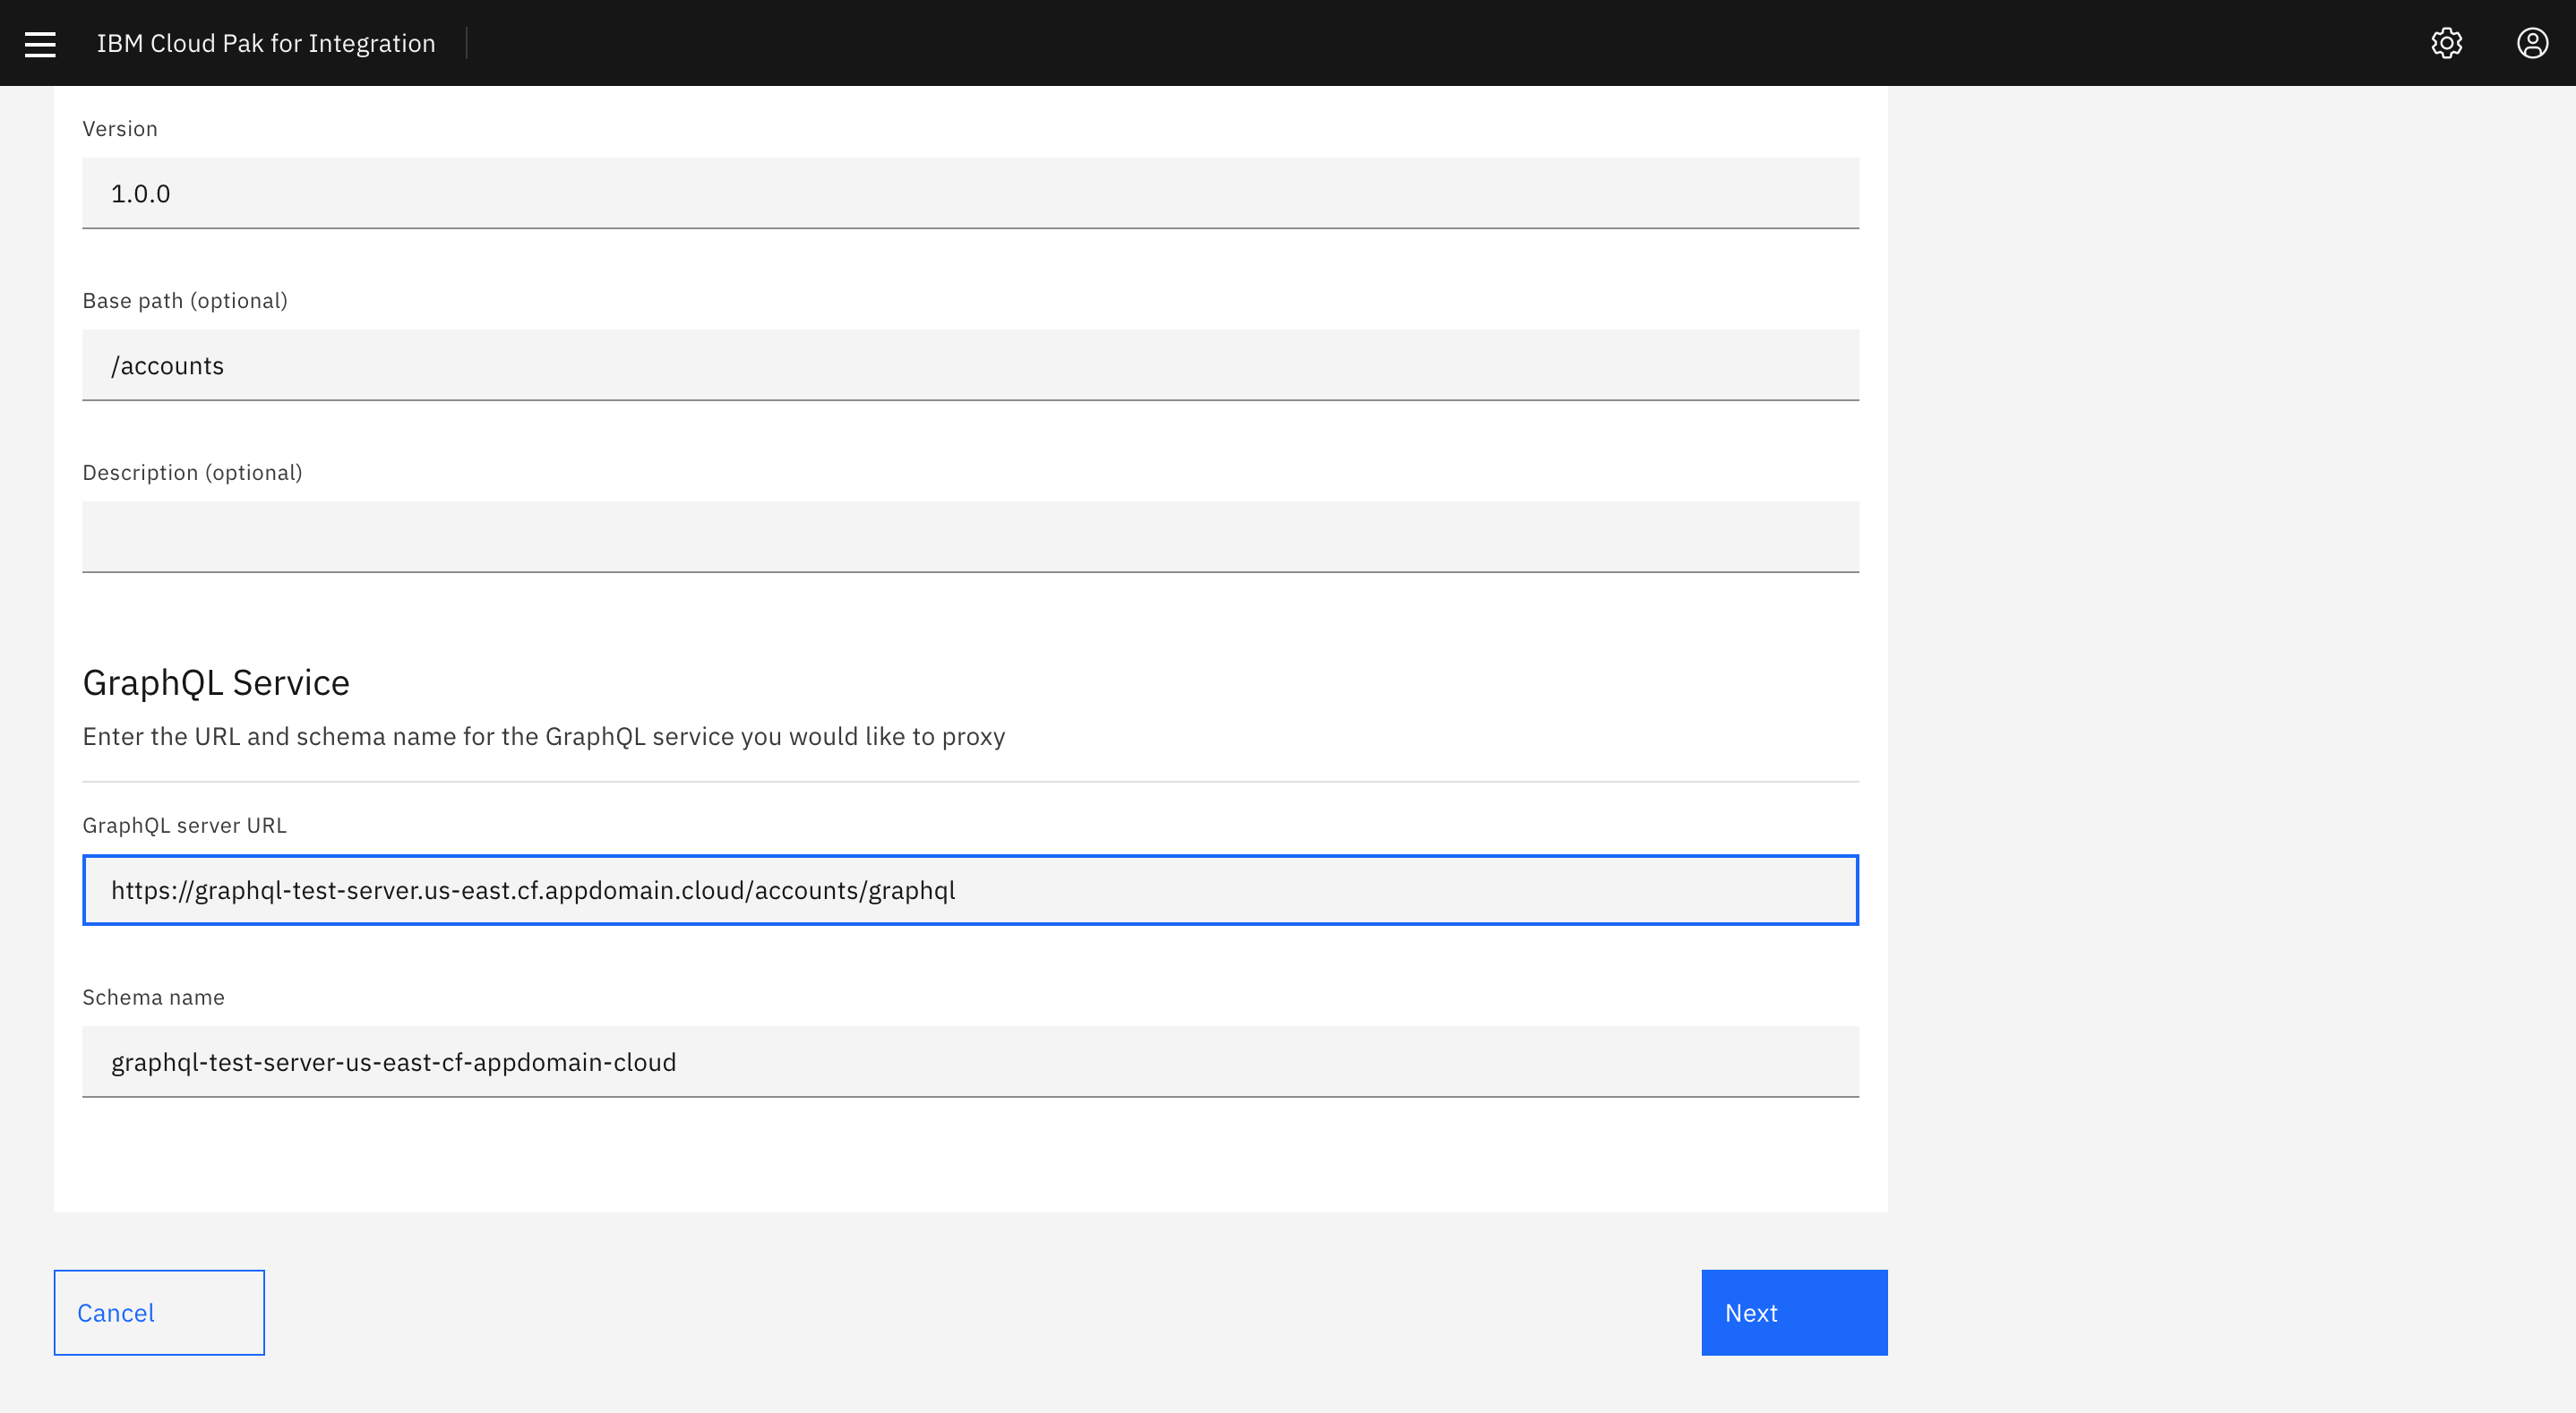 IBM Cloud Pak for Integration
Version
1.0.0
Base path (optional)
/accounts
Description (optional)
GraphQL Service
Enter the URL and schema name for the GraphQL service you would like to proxy
GraphQL server URL
https://graphql-test-server.us-east.cf.appdomain.cloud/accounts/graphql
Schema name
graphql-test-server-us-east-cf-appdomain-cloud
Cancel
Next